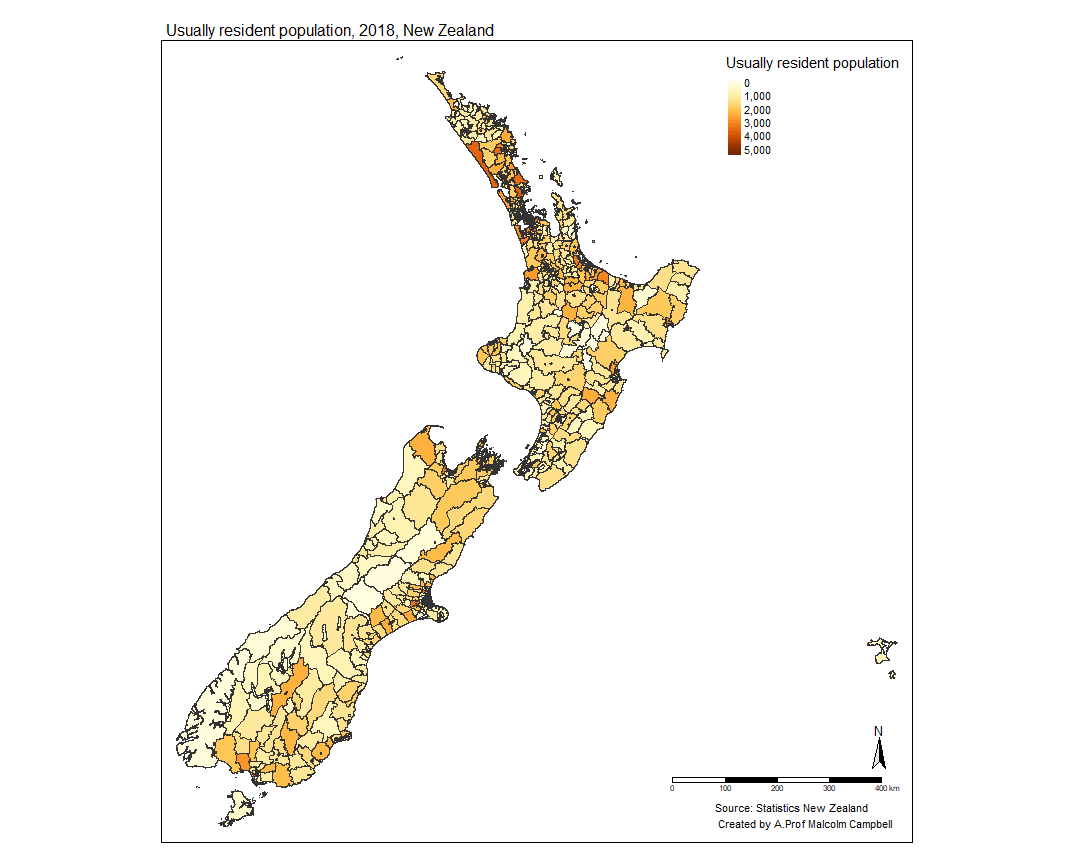 Usually resident population, 2018, New Zealand
Usually resident population
0
1,000
2,000
3,000
4,000
5,000
N
0 100 200 300 400 km
Source: Statistics New Zealand
Created by A.Prof Malcolm Campbell